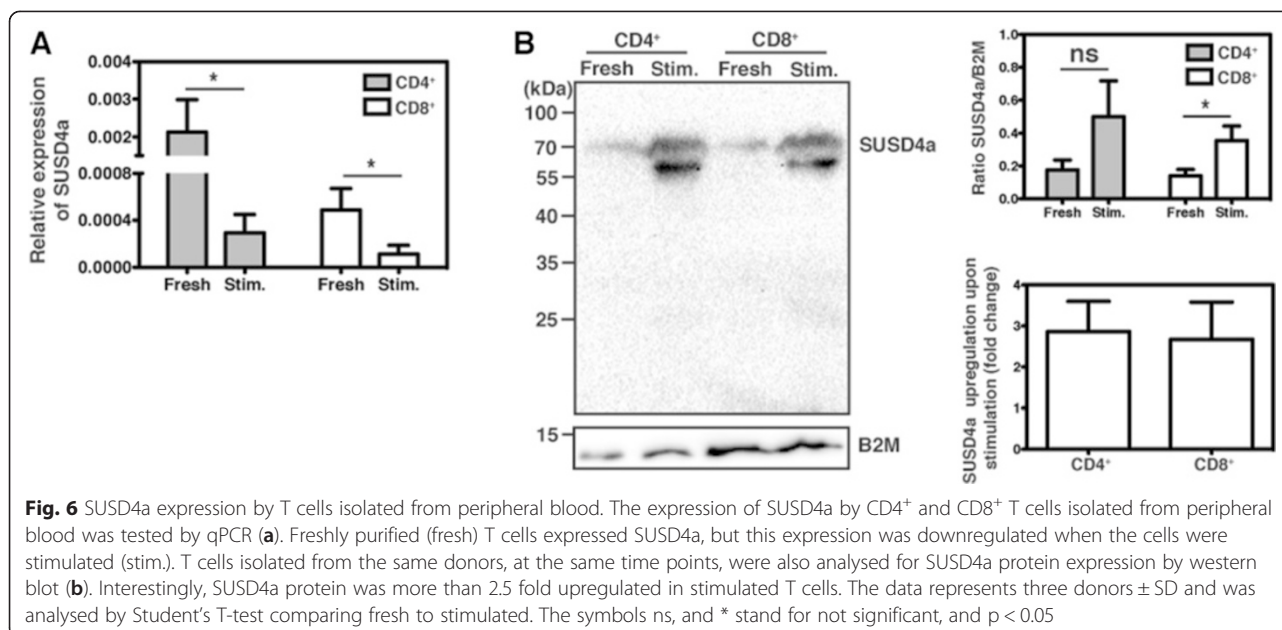 A
Relative expression
of SUSD4a
0.004
0.003
0.002
0.0008
0.0004
0.0000
*
*
CD4⁺
CD8⁺
Fresh Stim. Fresh Stim.
B
CD4⁺ CD8⁺
Fresh Stim. Fresh Stim.
(kDa)
100
70
55
40
35
25
15
SUSD4a
B2M
Ratio SUSD4a/B2M
1.0
0.8
0.6
0.4
0.2
0.0
ns
*
CD4⁺
CD8⁺
Fresh Stim. Fresh Stim.
SUSD4a upregulation upon
stimulation (fold change)
4
3
2
1
0
CD4⁺ CD8⁺
Fig. 6 SUSD4a expression by T cells isolated from peripheral blood. The expression of SUSD4a by CD4⁺ and CD8⁺ T cells isolated from peripheral
blood was tested by qPCR (a). Freshly purified (fresh) T cells expressed SUSD4a, but this expression was downregulated when the cells were
stimulated (stim.). T cells isolated from the same donors, at the same time points, were also analysed for SUSD4a protein expression by western
blot (b). Interestingly, SUSD4a protein was more than 2.5 fold upregulated in stimulated T cells. The data represents three donors ± SD and was
analysed by Student's T-test comparing fresh to stimulated. The symbols ns, and * stand for not significant, and p < 0.05